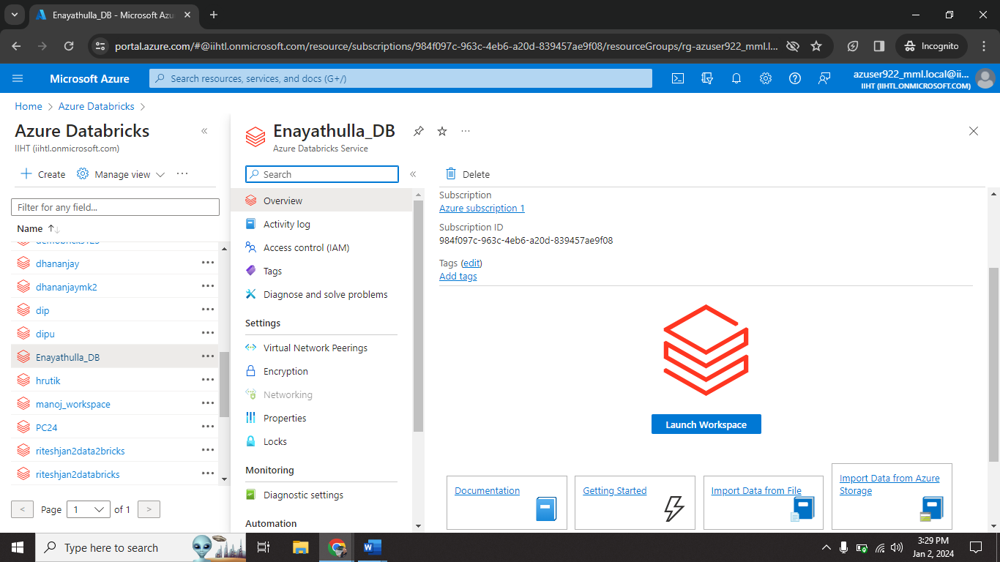 Enayathulla_DB - Microsoft Azu
portal.azure.com/#@iihtl.onmicrosoft.com/resource/subscriptions/984f097c-963c-4eb6-a20d-839457ae9f08/resourceGroups/rg-azuser922_mml.l...
Incognito
Microsoft Azure
Search resources, services, and docs (G+/)
azuser922_mml.local@ii...
IIHT (IIHTL.ONMICROSOFT.COM)
Home > Azure Databricks >
Azure Databricks
IIHT (iihtl.onmicrosoft.com)
Create
Manage view
Filter for any field...
Name
dhananjay
dhananjaymk2
dip
dipu
Enayathulla_DB
hrutik
manoj_workspace
PC24
riteshjan2data2bricks
riteshjan2databricks
< Page 1 of 1 >
Enayathulla_DB
Azure Databricks Service
Search
Overview
Activity log
Access control (IAM)
Tags
Diagnose and solve problems
Settings
Virtual Network Peerings
Encryption
Networking
Properties
Locks
Monitoring
Diagnostic settings
Automation
Delete
Subscription
Azure subscription 1
Subscription ID
984f097c-963c-4eb6-a20d-839457ae9f08
Tags (edit)
Add tags
Launch Workspace
Documentation
Getting Started
Import Data from File
Import Data from Azure
Storage
Type here to search
3:29 PM
Jan 2, 2024